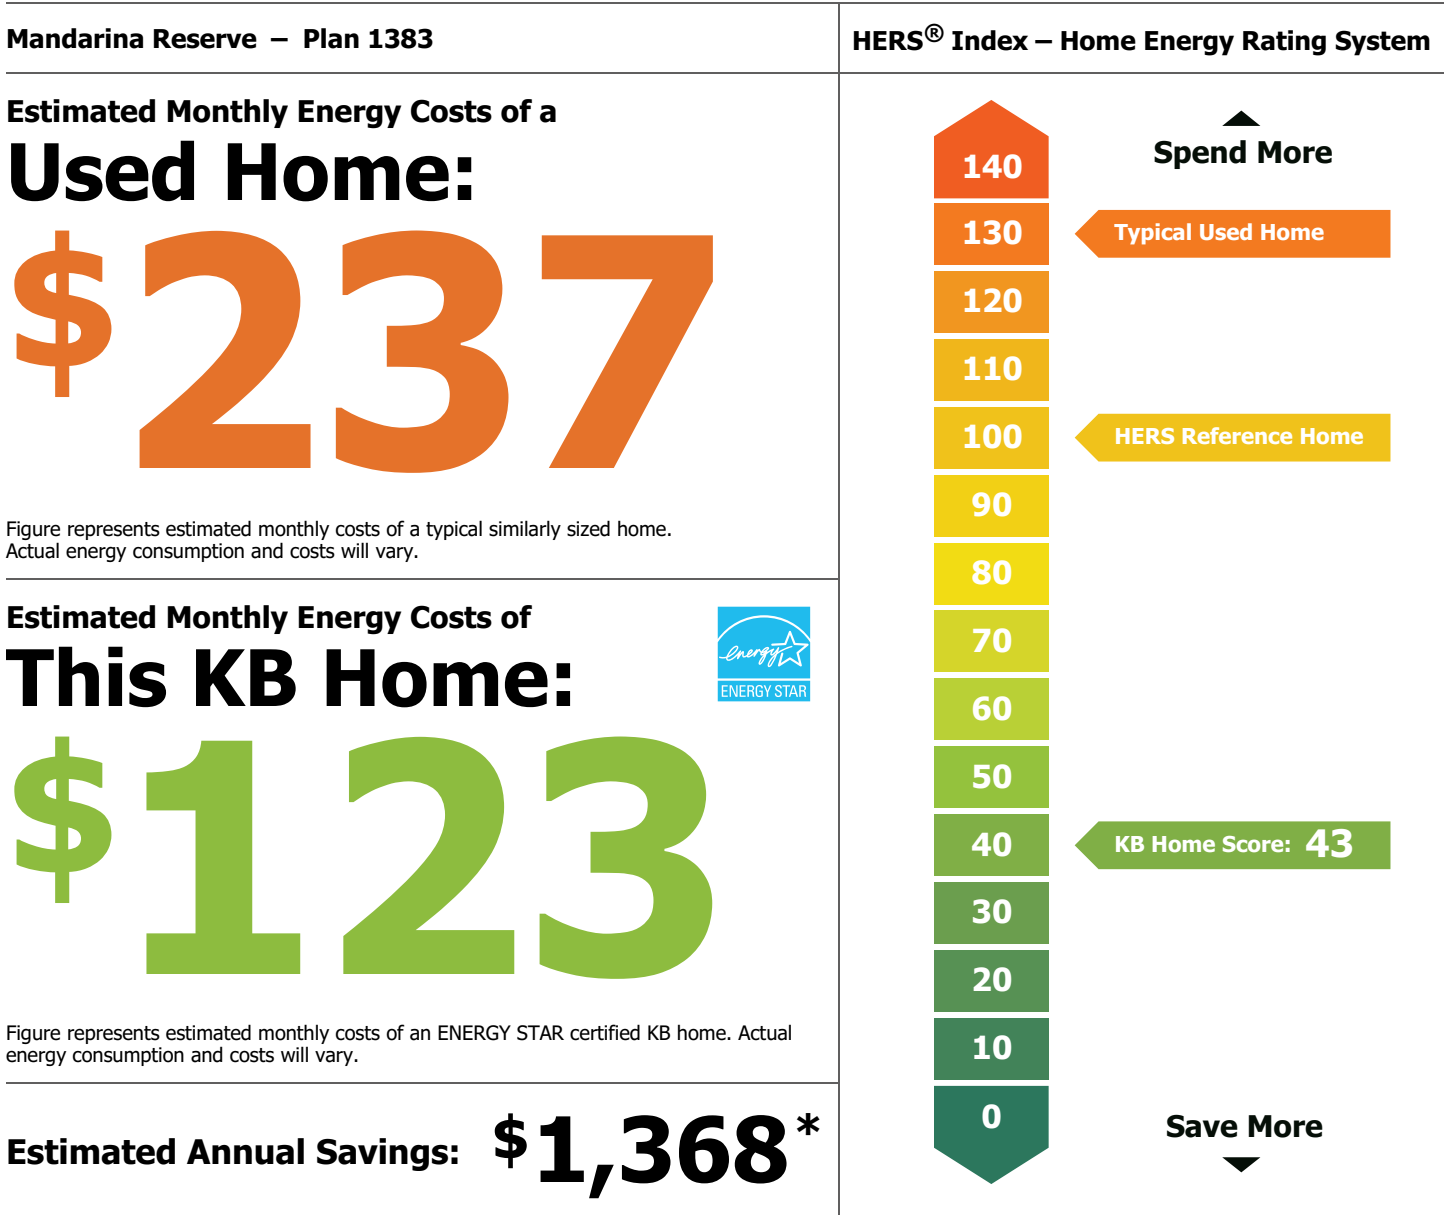 Mandarina Reserve – Plan 1383
Estimated Monthly Energy Costs of a
Used Home:
$237
Figure represents estimated monthly costs of a typical similarly sized home.
Actual energy consumption and costs will vary.
Estimated Monthly Energy Costs of
This KB Home:
energy
ENERGY STAR
$123
Figure represents estimated monthly costs of an ENERGY STAR certified KB home. Actual
energy consumption and costs will vary.
Estimated Annual Savings: $1,368*
HERS® Index – Home Energy Rating System
Spend More
140
130
Typical Used Home
120
110
100
HERS Reference Home
90
80
70
60
50
40
KB Home Score: 43
30
20
10
0
Save More